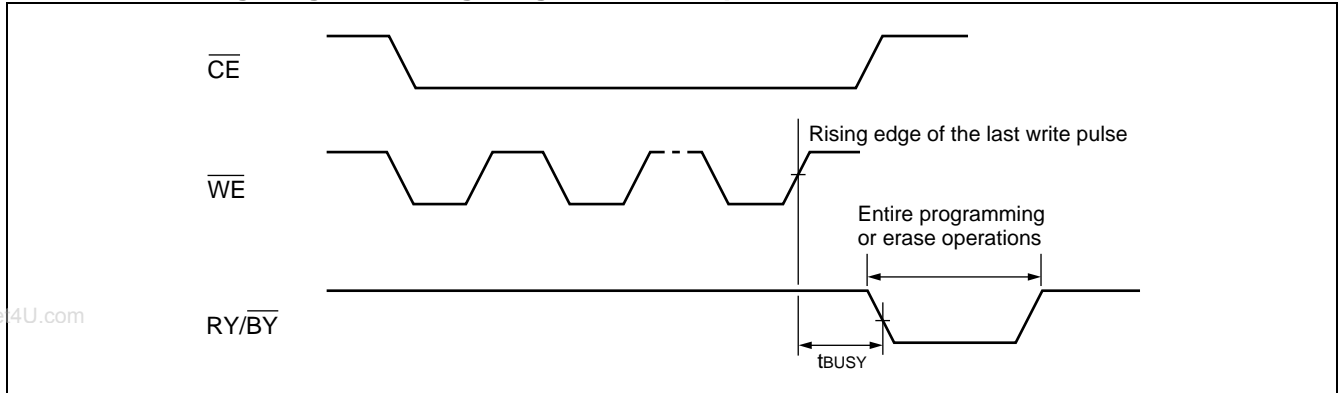 CE
Rising edge of the last write pulse
WE
Entire programming
or erase operations
RY/BY
tBUSY